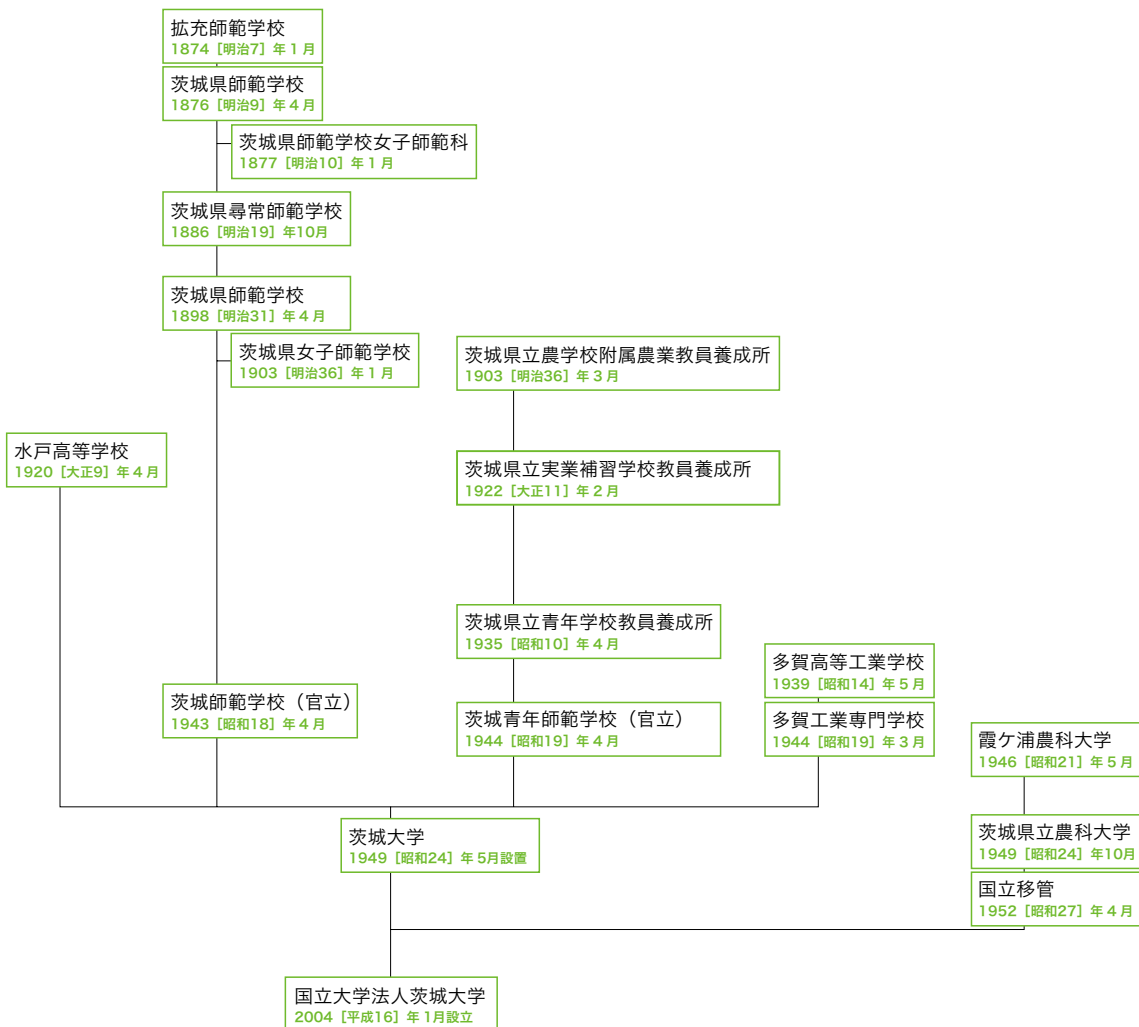 拡充師範学校
1874［明治7］年１月
茨城県師範学校
1876［明治9］年４月
茨城県師範学校女子師範科
1877［明治10］年１月
茨城県尋常師範学校
1886［明治19］年10月
茨城県師範学校
1898［明治31］年４月
茨城県女子師範学校
1903［明治36］年１月
茨城県立農学校附属農業教員養成所
1903［明治36］年３月
水戸高等学校
1920［大正9］年４月
茨城県立実業補習学校教員養成所
1922［大正11］年２月
茨城県立青年学校教員養成所
1935［昭和10］年４月
多賀高等工業学校
1939［昭和14］年５月
茨城師範学校（官立）
1943［昭和18］年４月
茨城青年師範学校（官立）
1944［昭和19］年４月
多賀工業専門学校
1944［昭和19］年３月
霞ケ浦農科大学
1946［昭和21］年５月
茨城大学
1949［昭和24］年５月設置
茨城県立農科大学
1949［昭和24］年10月
国立移管
1952［昭和27］年４月
国立大学法人茨城大学
2004［平成16］年１月設立